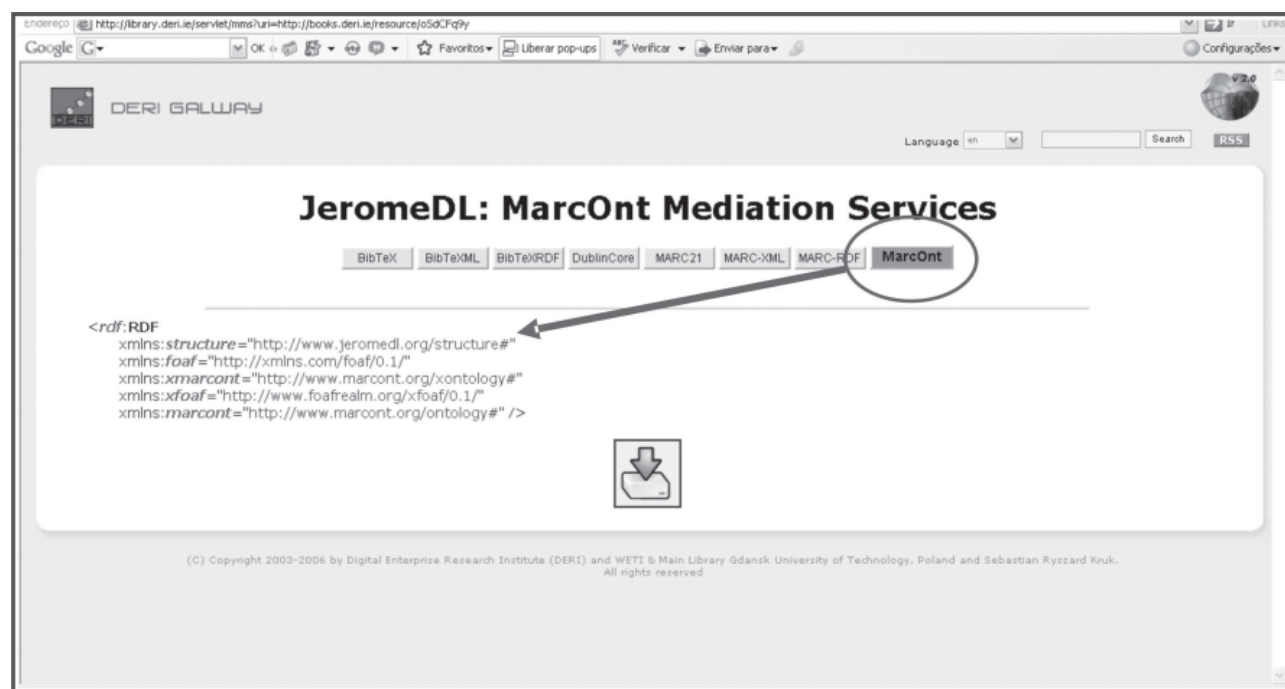 Endereço http://library.deri.ie/servlet/mms?uri=http://books.deri.ie/resource/oSdCFq9y Ir Links
Google G OK Favoritos Liberar pop-ups ABC Verificar Enviar para Configurações
v 2.0
DERI DERI GALWAY
Language en Search RSS
JeromeDL: MarcOnt Mediation Services
BibTeX BibTeXML BibTeXRDF DublinCore MARC21 MARC-XML MARC-RDF MarcOnt
<rdf:RDF
xmlns:structure="http://www.jeromedl.org/structure#"
xmlns:foaf="http://xmlns.com/foaf/0.1/"
xmlns:xmarcont="http://www.marcont.org/xontology#"
xmlns:xfoaf="http://www.foafrealm.org/xfoaf/0.1/"
xmlns:marcont="http://www.marcont.org/ontology#" />
(C) Copyright 2003-2006 by Digital Enterprise Research Institute (DERI) and WETI & Main Library Gdansk University of Technology, Poland and Sebastian Ryszard Kruk.
All rights reserved